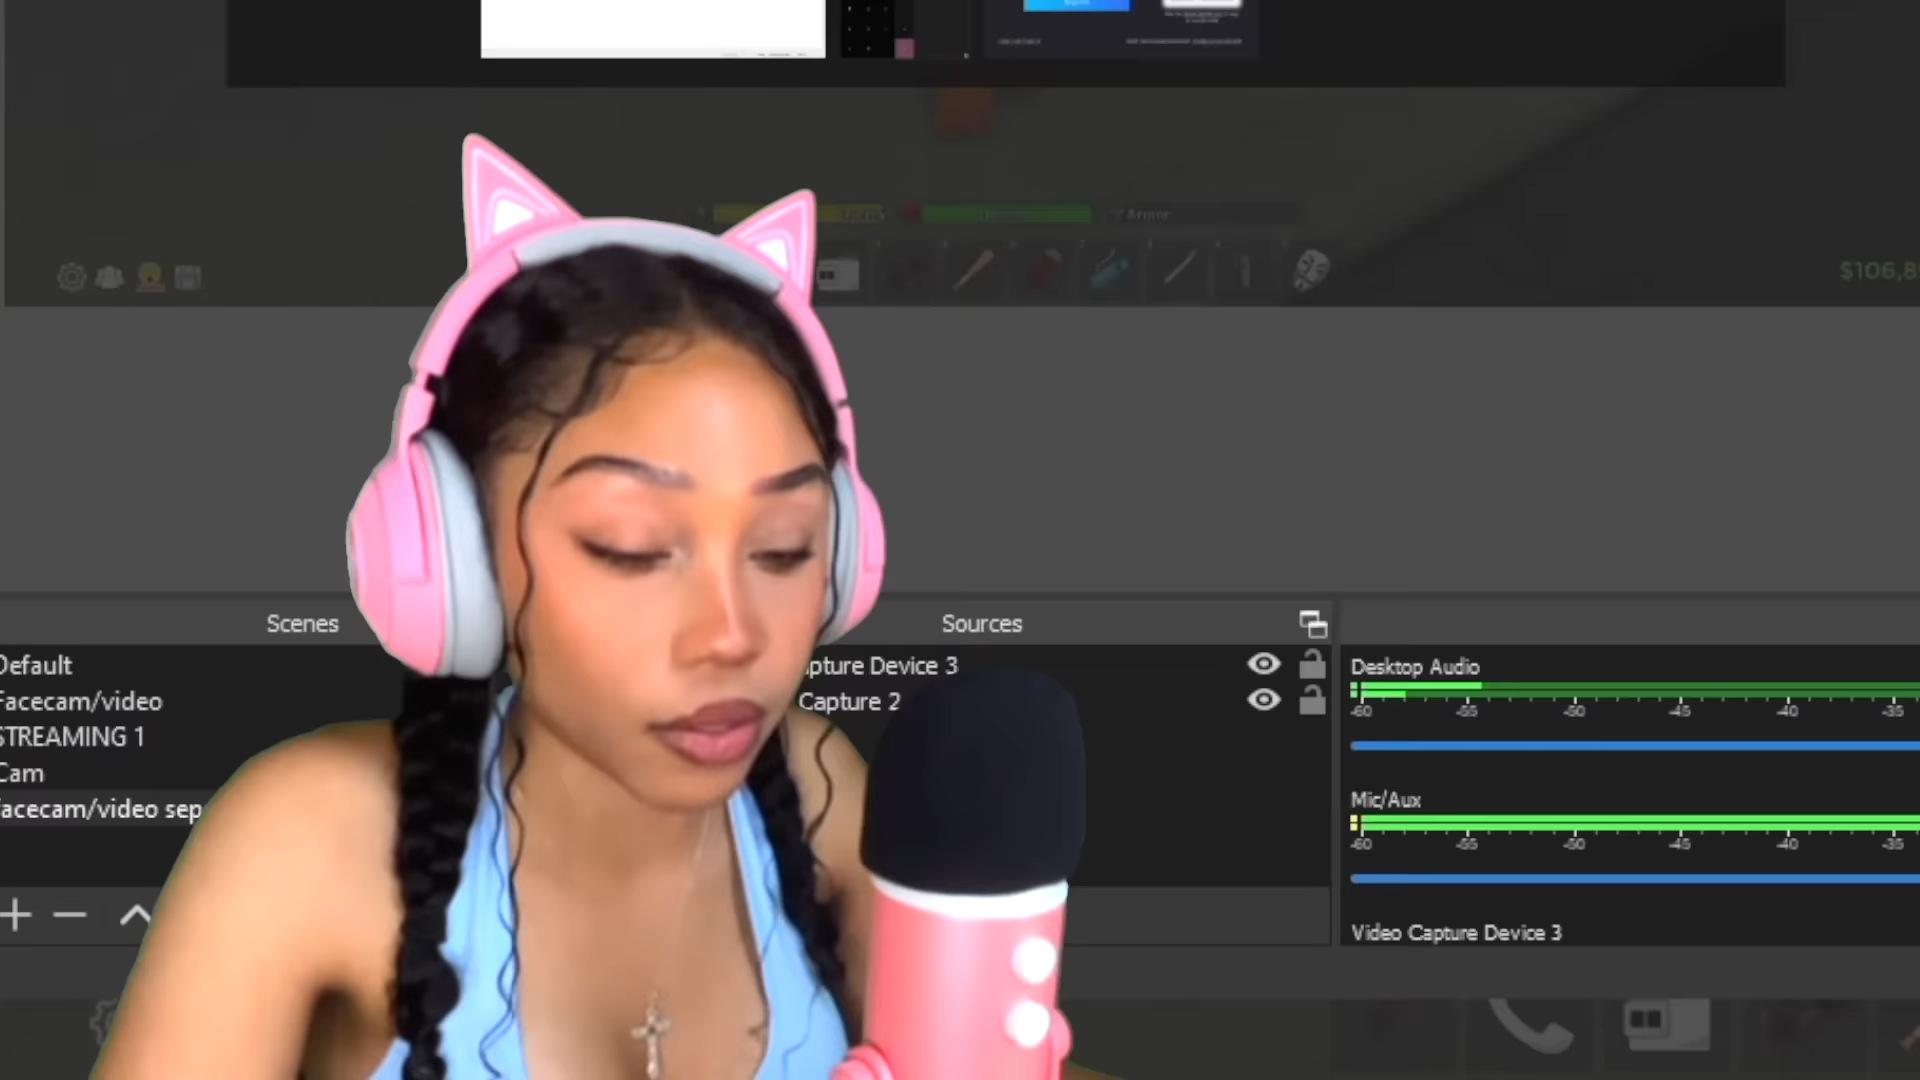 Armor
$106,8
Scenes
Sources
Default
Facecam/video
STREAMING 1
Cam
facecam/video sep
pture Device 3
Capture 2
Desktop Audio
-60 -55 -50 -45 -40 -35
Mic/Aux
-60 -55 -50 -45 -40 -35
Video Capture Device 3